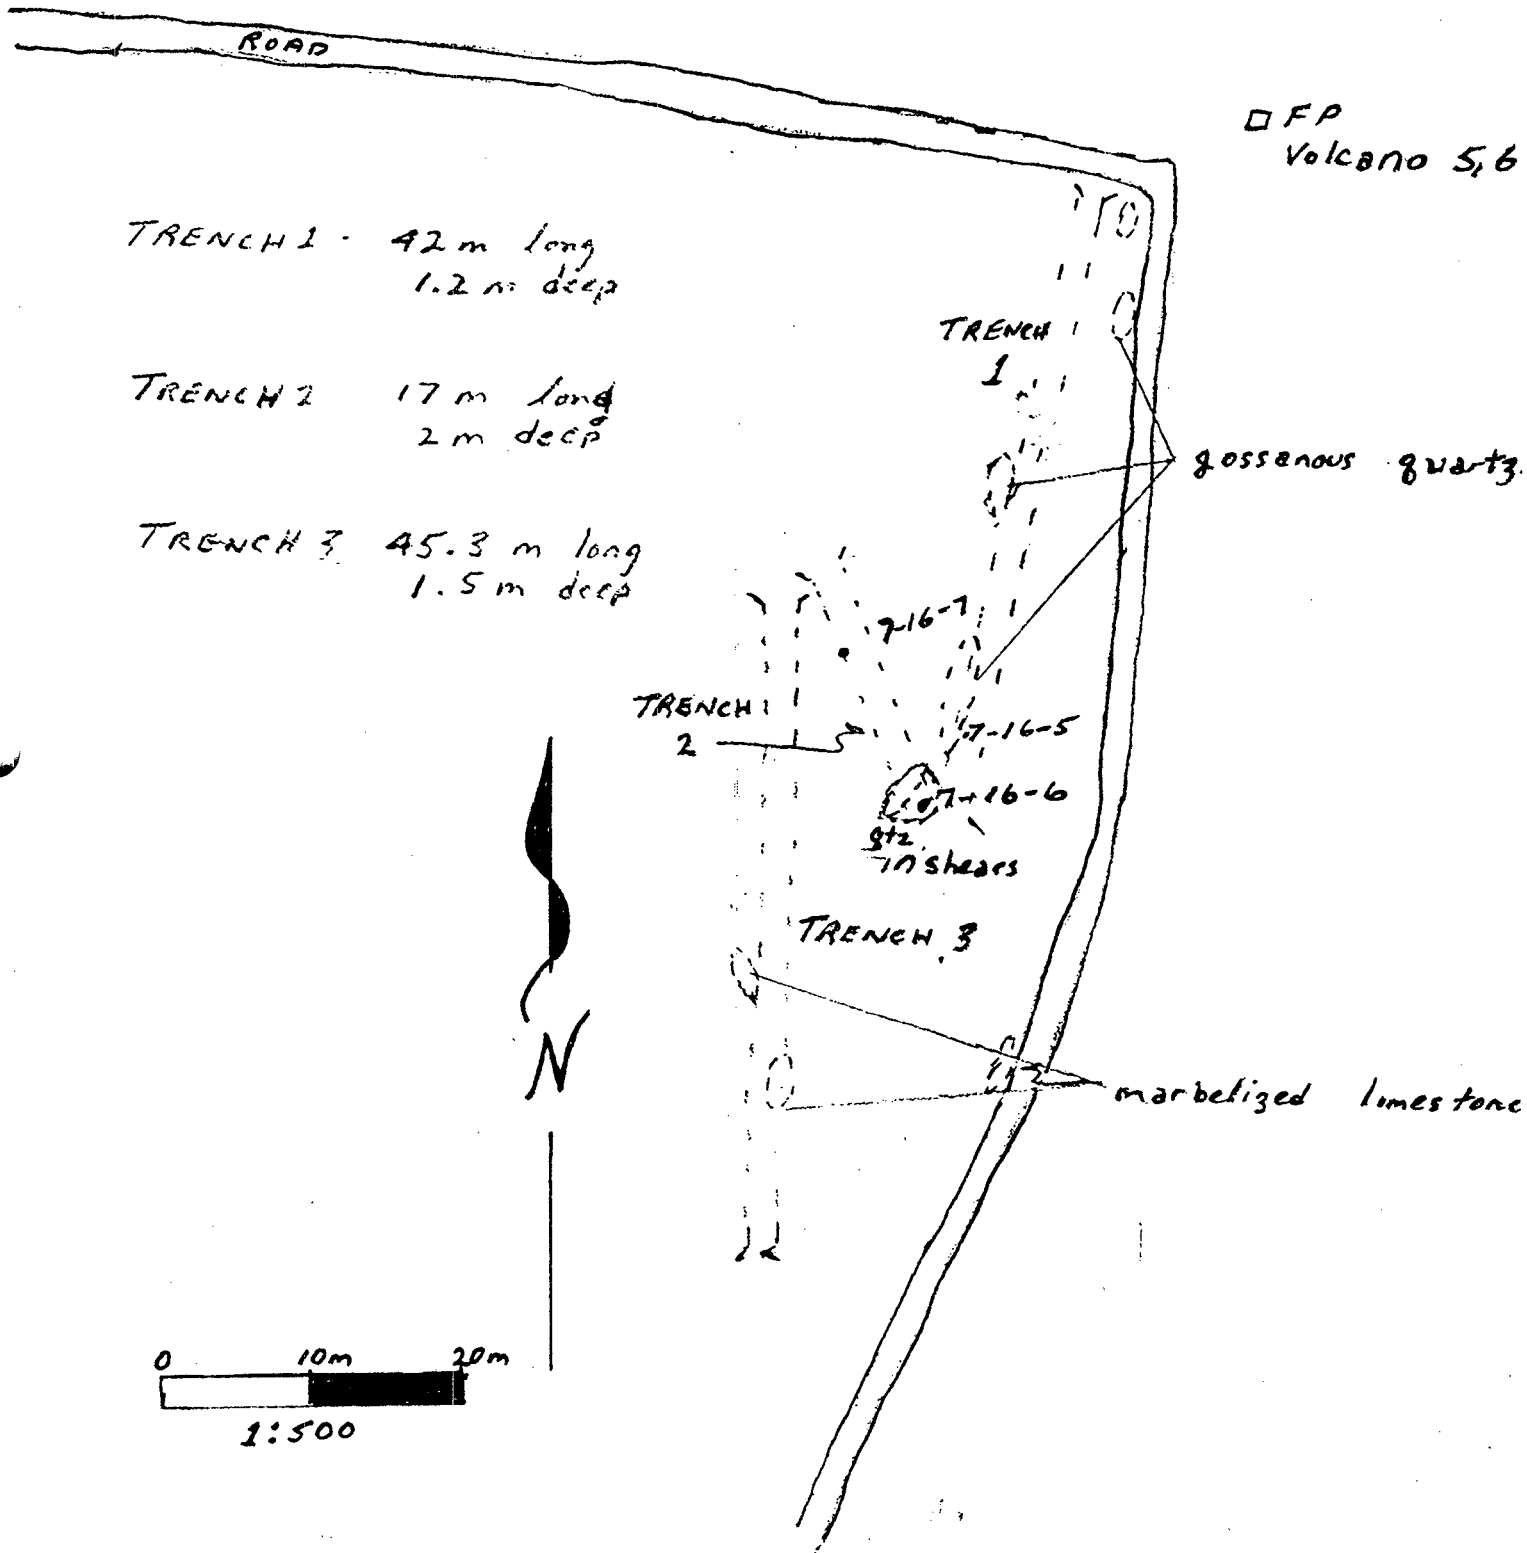 ROAD
□ FP
Volcano 5,6
TRENCH 1 - 42 m long
1.2 m deep
TRENCH 2 17 m long
2 m deep
TRENCH 3 45.3 m long
1.5 m deep
TRENCH
1
gossanous quartz
7-16-7
TRENCH
2
7-16-5
7-16-6
qtz
in shears
TRENCH 3
N
marbelized limestone
0 10m 20m
1:500